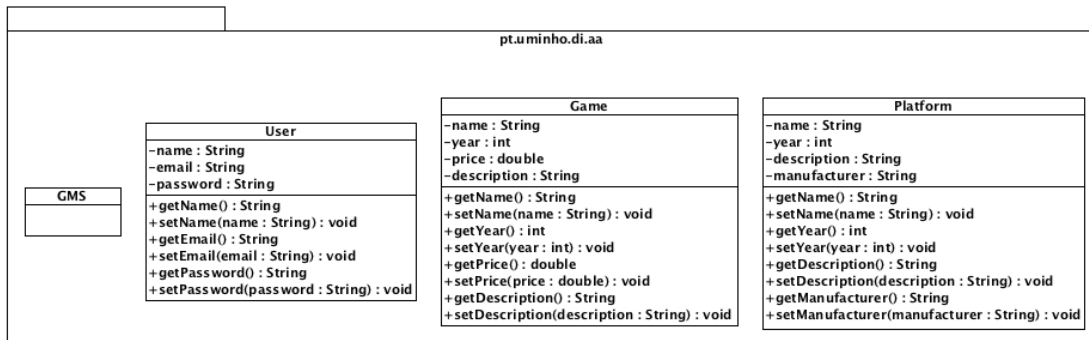 pt.uminho.di.aa
GMS
User
-name : String
-email : String
-password : String
+getName() : String
+setName(name : String) : void
+getEmail() : String
+setEmail(email : String) : void
+getPassword() : String
+setPassword(password : String) : void
Game
-name : String
-year : int
-price : double
-description : String
+getName() : String
+setName(name : String) : void
+getYear() : int
+setYear(year : int) : void
+getPrice() : double
+setPrice(price : double) : void
+getDescription() : String
+setDescription(description : String) : void
Platform
-name : String
-year : int
-description : String
-manufacturer : String
+getName() : String
+setName(name : String) : void
+getYear() : int
+setYear(year : int) : void
+getDescription() : String
+setDescription(description : String) : void
+getManufacturer() : String
+setManufacturer(manufacturer : String) : void